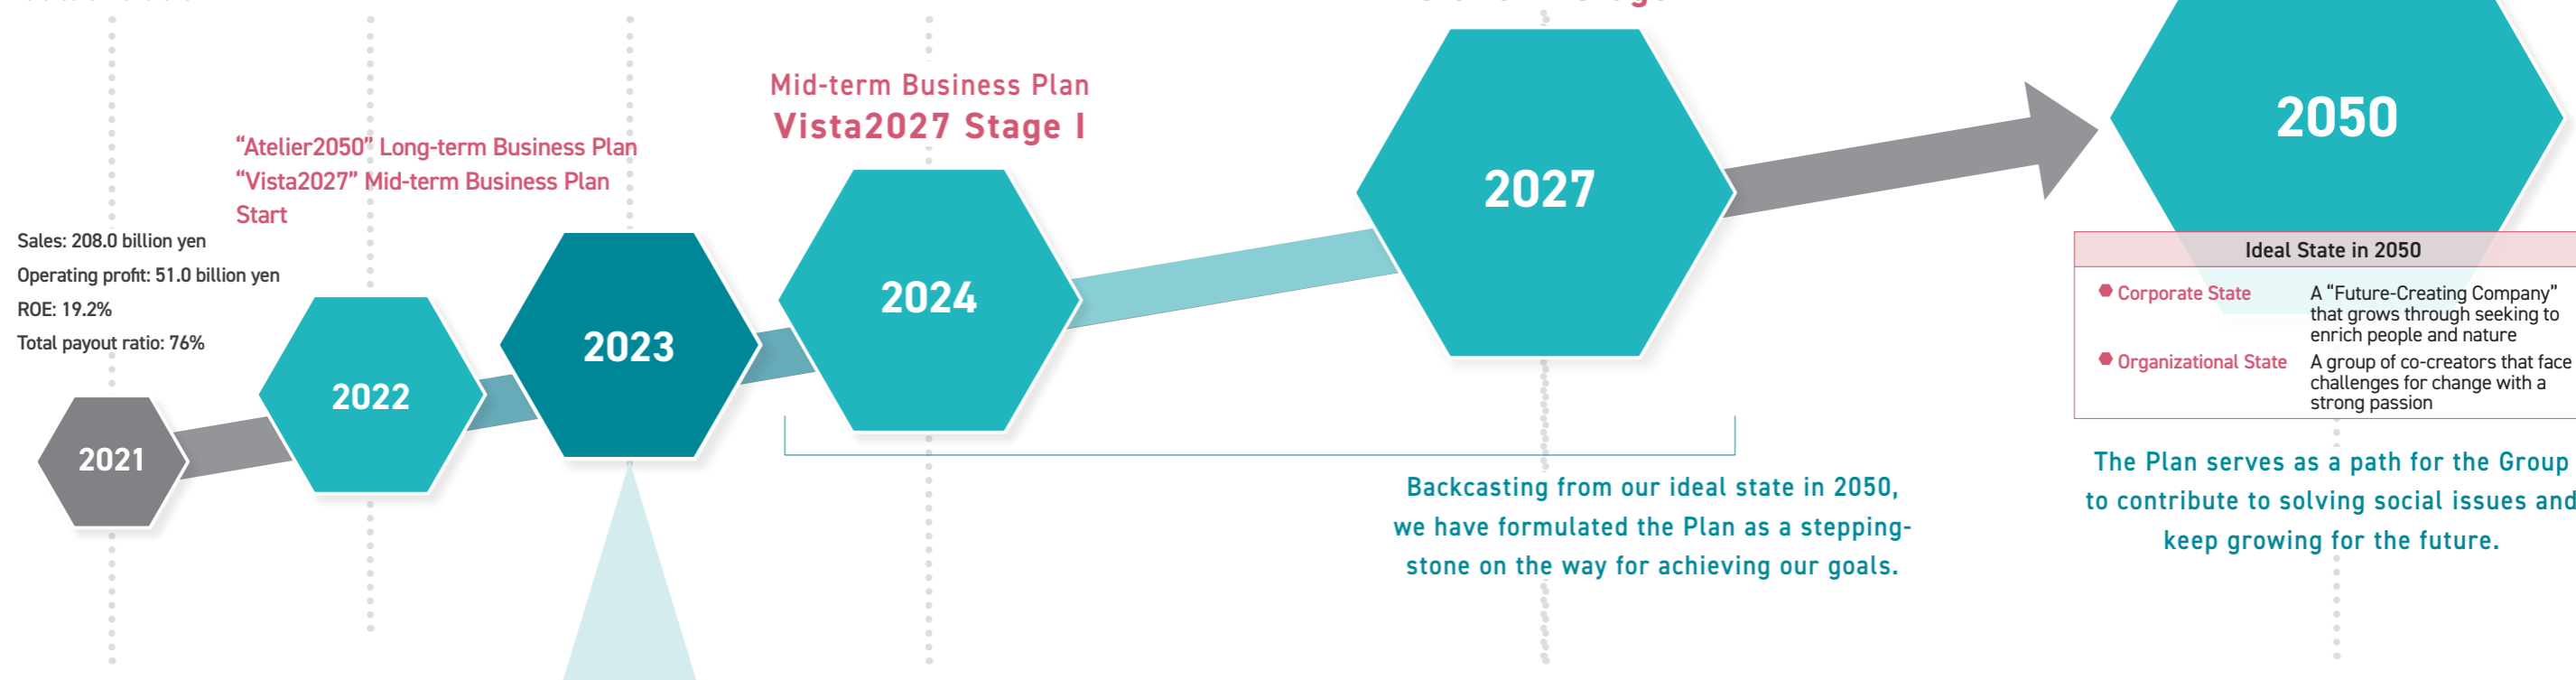 Mid-term Business Plan
Vista2027 Stage I
“Atelier2050” Long-term Business Plan
“Vista2027” Mid-term Business Plan
Start
Sales: 208.0 billion yen
Operating profit: 51.0 billion yen
ROE: 19.2%
Total payout ratio: 76%
2021
2022
2023
2024
2027
2050
Ideal State in 2050
Corporate State
A “Future-Creating Company”
that grows through seeking to
enrich people and nature
Organizational State
A group of co-creators that face
challenges for change with a
strong passion
Backcasting from our ideal state in 2050,
we have formulated the Plan as a stepping-
stone on the way for achieving our goals.
The Plan serves as a path for the Group
to contribute to solving social issues and
keep growing for the future.